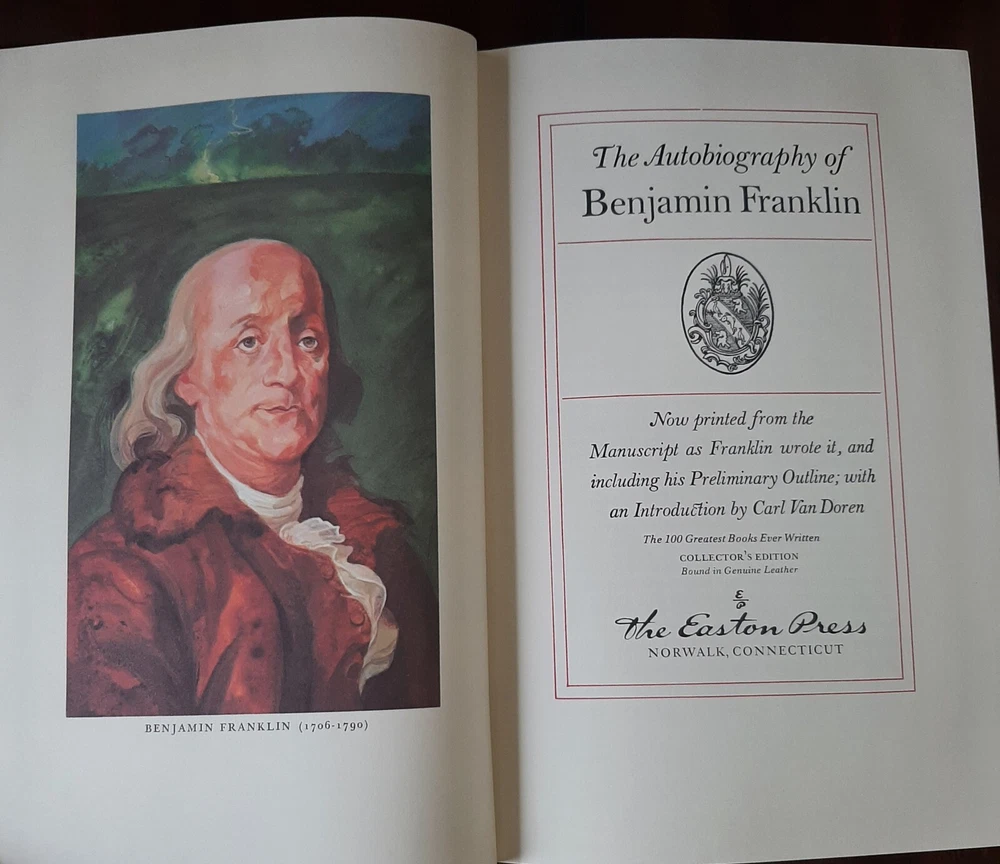 BENJAMIN FRANKLIN (1706-1790)
The Autobiography of
Benjamin Franklin
Now printed from the
Manuscript as Franklin wrote it, and
including his Preliminary Outline; with
an Introduction by Carl Van Doren
The 100 Greatest Books Ever Written
COLLECTOR'S EDITION
Bound in Genuine Leather
E
P
The Easton Press
NORWALK, CONNECTICUT